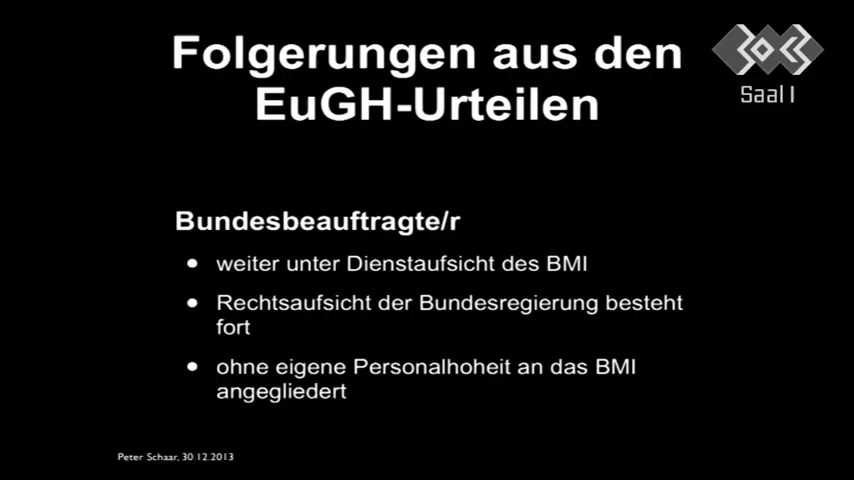 Folgerungen aus den
EuGH-Urteilen
30C3
Saal 1
Bundesbeauftragte/r
● weiter unter Dienstaufsicht des BMI
● Rechtsaufsicht der Bundesregierung besteht
fort
● ohne eigene Personalhoheit an das BMI
angegliedert
Peter Schaar, 30.12.2013